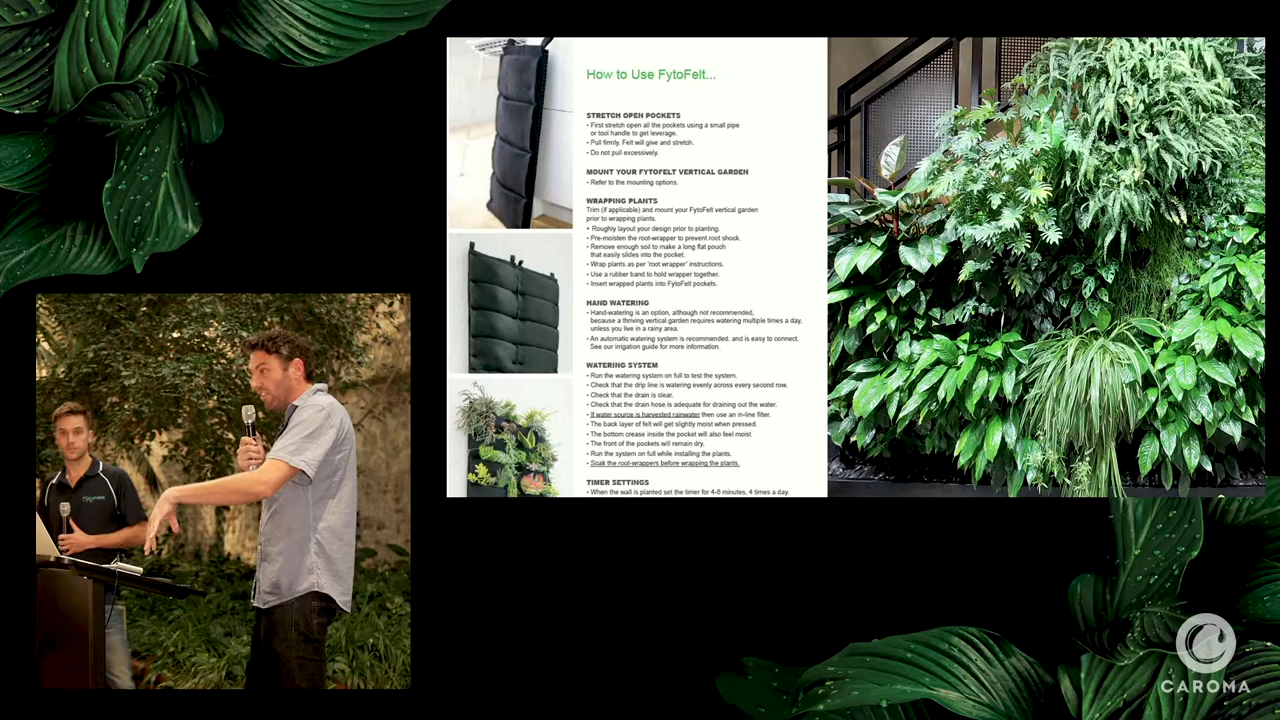 How to Use FytoFelt...
STRETCH OPEN POCKETS
• First stretch open all the pockets using a small pipe
or tool handle to get leverage.
• Pull firmly. Felt will give and stretch.
• Do not pull excessively.
MOUNT YOUR FYTOFELT VERTICAL GARDEN
• Refer to the mounting options.
WRAPPING PLANTS
Trim (if applicable) and mount your FytoFelt vertical garden
prior to wrapping plants.
• Roughly layout your design prior to planting.
• Pre-moisten the root-wrapper to prevent root shock.
• Remove enough soil to make a long flat pouch
that easily slides into the pocket.
• Wrap plants as per 'root wrapper' instructions.
• Use a rubber band to hold wrapper together.
• Insert wrapped plants into FytoFelt pockets.
HAND WATERING
• Hand-watering is an option, although not recommended,
because a thriving vertical garden requires watering multiple times a day,
unless you live in a rainy area.
• An automatic watering system is recommended, and is easy to connect.
See our irrigation guide for more information.
WATERING SYSTEM
• Run the watering system on full to test the system.
• Check that the drip line is watering evenly across every second row.
• Check that the drain is clear.
• Check that the drain hose is adequate for draining out the water.
• If water source is harvested rainwater then use an in-line filter.
• The back layer of felt will get slightly moist when pressed.
• The bottom crease inside the pocket will also feel moist
• The front of the pockets will remain dry.
• Run the system on full while installing the plants.
• Soak the root-wrappers before wrapping the plants.
TIMER SETTINGS
• When the wall is planted set the timer for 4-6 minutes, 4 times a day.
CAROMA